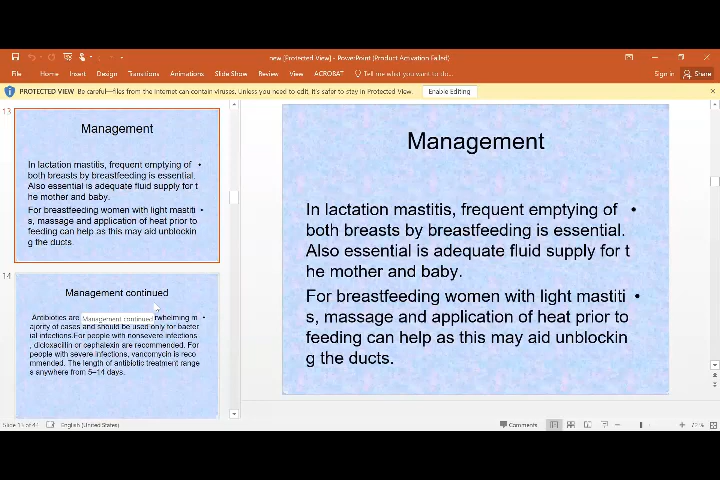 new [Protected View] - PowerPoint (Product Activation Failed)
File Home Insert Design Transitions Animations Slide Show Review View ACROBAT Tell me what you want to do... Sign in Share
PROTECTED VIEW Be careful—files from the Internet can contain viruses. Unless you need to edit, it's safer to stay in Protected View. Enable Editing
13
Management
In lactation mastitis, frequent emptying of •
both breasts by breastfeeding is essential.
Also essential is adequate fluid supply for t
he mother and baby.
For breastfeeding women with light mastiti •
s, massage and application of heat prior to
feeding can help as this may aid unblockin
g the ducts.
14
Management continued
Antibiotics are rwhelming m •
Management continued
ajority of cases and should be used only for bacter
ial infections.For people with nonsevere infections
, dicloxacillin or cephalexin are recommended. For
people with severe infections, vancomycin is reco
mmended. The length of antibiotic treatment range
s anywhere from 5–14 days.
Management
In lactation mastitis, frequent emptying of •
both breasts by breastfeeding is essential.
Also essential is adequate fluid supply for t
he mother and baby.
For breastfeeding women with light mastiti •
s, massage and application of heat prior to
feeding can help as this may aid unblockin
g the ducts.
English (United States) Comments